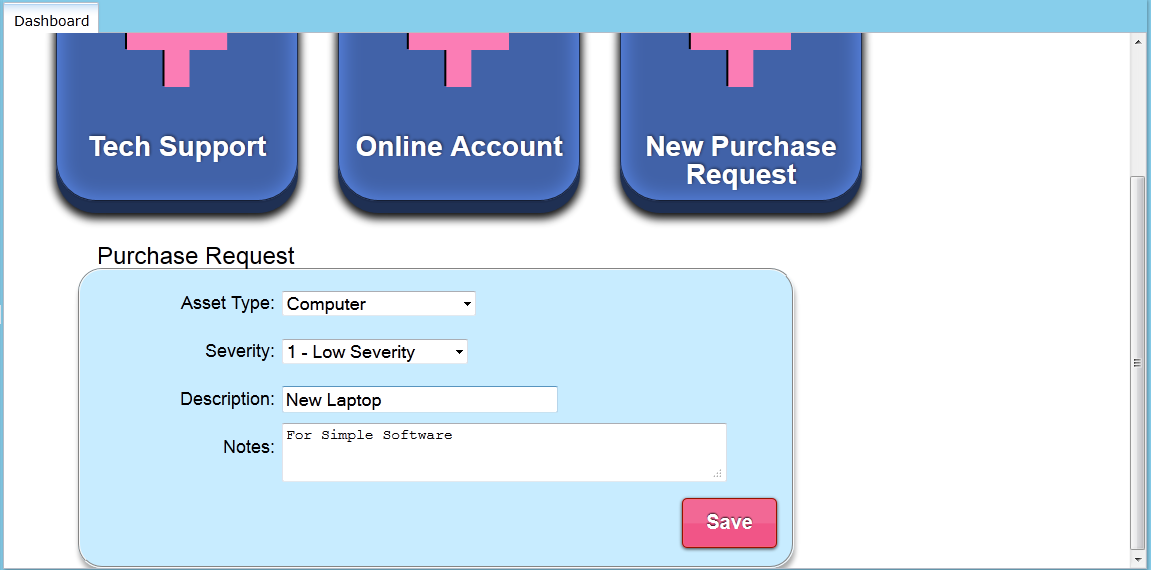 Dashboard
Tech Support
Online Account
New Purchase
Request
Purchase Request
Asset Type: Computer
Severity: 1 - Low Severity
Description: New Laptop
Notes: For Simple Software
Save